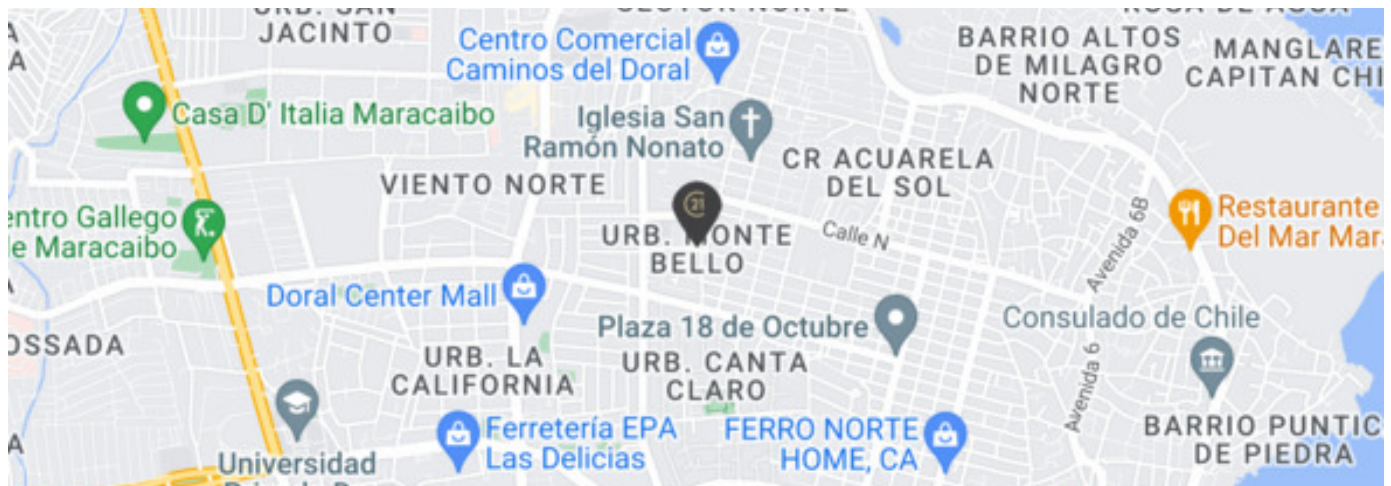 JACINTO
Centro Comercial
Caminos del Doral
BARRIO ALTOS
DE MILAGRO
NORTE
MANGLARE
CAPITAN CHI
Casa D' Italia Maracaibo
Iglesia San
Ramón Nonato
CR ACUARELA
DEL SOL
VIENTO NORTE
21
entro Gallego
e Maracaibo
URB. MONTE
BELLO
Calle N
Avenida 6B
Restaurante
Del Mar Mar
Doral Center Mall
Plaza 18 de Octubre
Consulado de Chile
OSSADA
URB. LA
CALIFORNIA
URB. CANTA
CLARO
Avenida 6
Ferretería EPA
Las Delicias
FERRO NORTE
HOME, CA
BARRIO PUNTIC
DE PIEDRA
Universidad